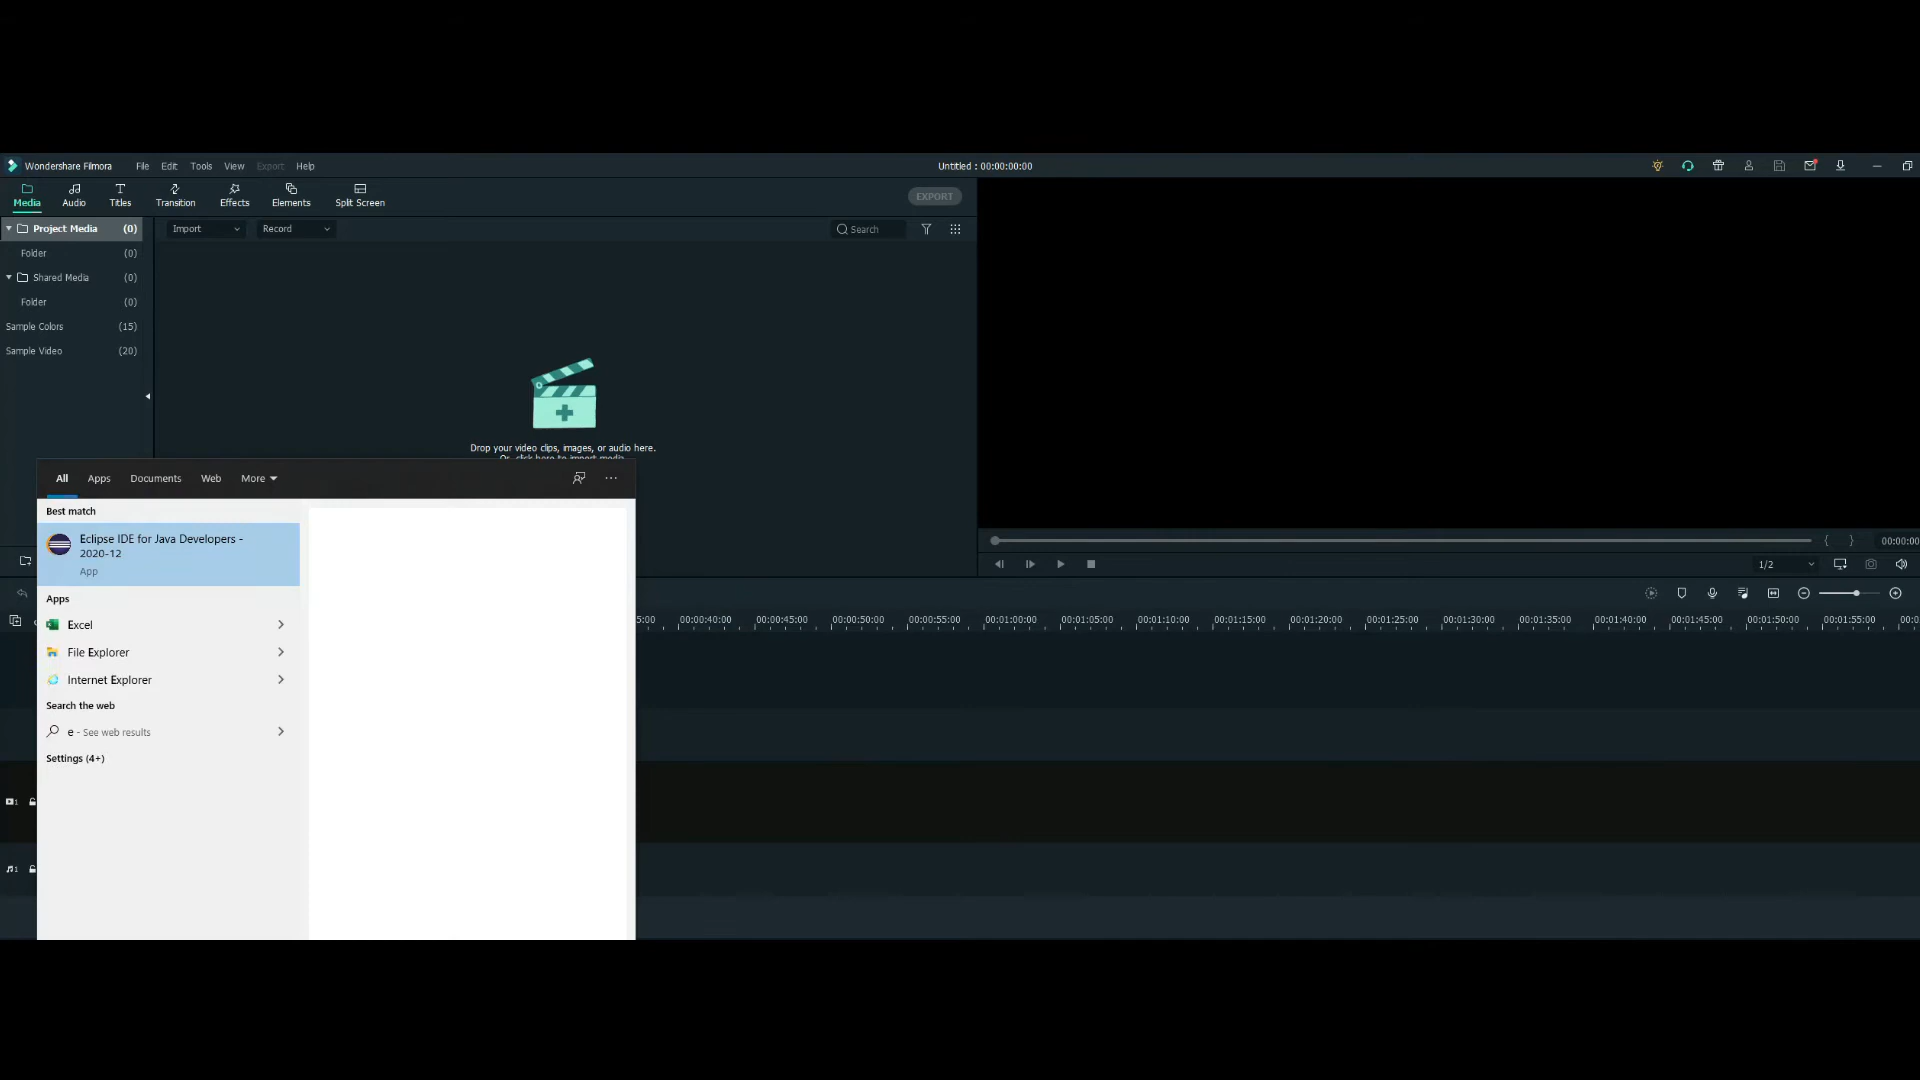 Wondershare Filmora File Edit Tools View Export Help Untitled : 00:00:00:00
Media Audio Titles Transition Effects Elements Split Screen EXPORT
Project Media (0) Import Record Search
Folder (0)
Shared Media (0)
Folder (0)
Sample Colors (15)
Sample Video (20)
Drop your video clips, images, or audio here.
Or, click here to import media.
All Apps Documents Web More
Best match
Eclipse IDE for Java Developers -
2020-12
App
Apps
Excel
File Explorer
Internet Explorer
Search the web
e - See web results
Settings (4+)
{ } 00:00:00
1/2
5:00 00:00:40:00 00:00:45:00 00:00:50:00 00:00:55:00 00:01:00:00 00:01:05:00 00:01:10:00 00:01:15:00 00:01:20:00 00:01:25:00 00:01:30:00 00:01:35:00 00:01:40:00 00:01:45:00 00:01:50:00 00:01:55:00 00:0
1
1